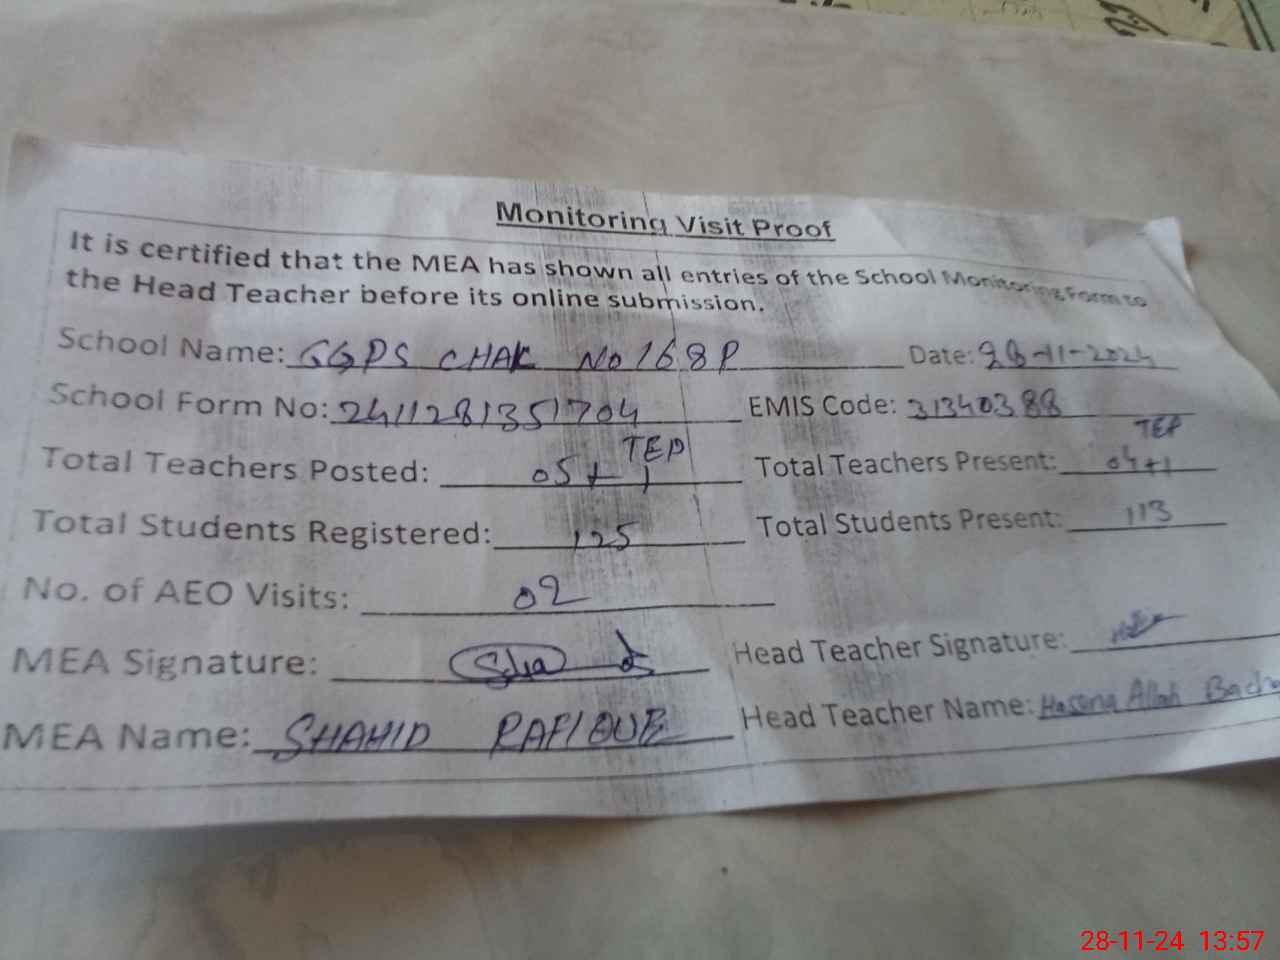 Monitoring Visit Proof
It is certified that the MEA has shown all entries of the School Monitoring Form to
the Head Teacher before its online submission.
School Name: GGPS CHAK No 168P Date: 28-11-2024
School Form No: 2411281351704 EMIS Code: 31340388
TEP TEP
Total Teachers Posted: 05+1 Total Teachers Present: 04+1
Total Students Registered: 125 Total Students Present: 113
No. of AEO Visits: 02
MEA Signature: Head Teacher Signature:
MEA Name: SHAHID Head Teacher Name: Allah
28-11-24 13:57